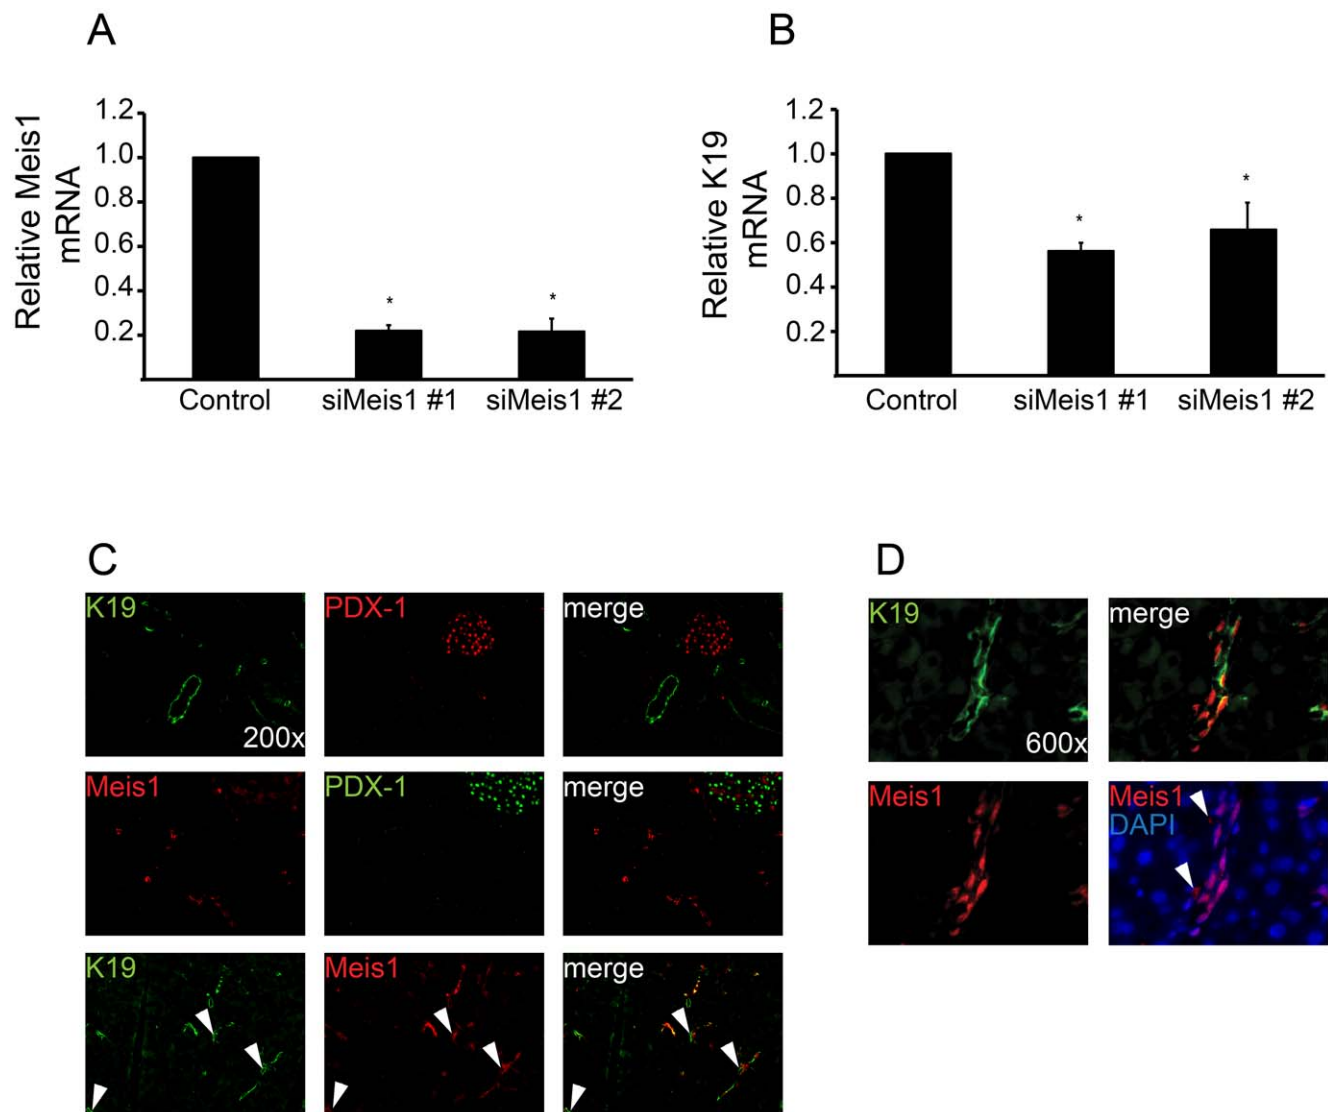 A
Relative Meis1
mRNA
1.2
1.0
0.8
0.6
0.4
0.2
*
*
Control
siMeis1 #1
siMeis1 #2
B
Relative K19
mRNA
1.2
1.0
0.8
0.6
0.4
0.2
*
*
Control
siMeis1 #1
siMeis1 #2
C
K19
200x
PDX-1
merge
Meis1
PDX-1
merge
K19
Meis1
merge
D
K19
600x
merge
Meis1
Meis1
DAPI